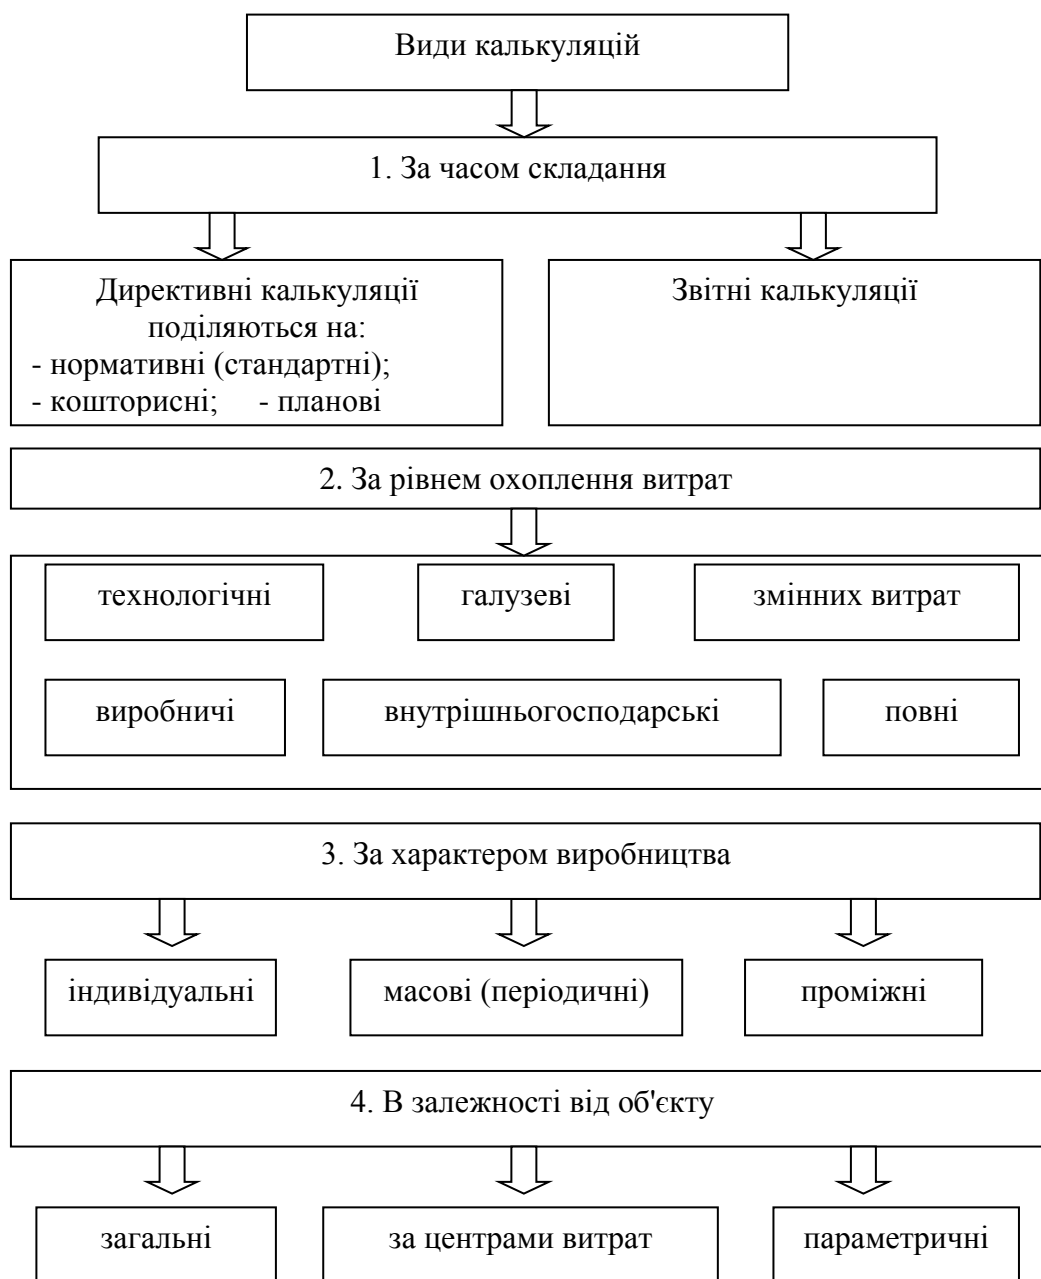 Види калькуляцій
1. За часом складання
Директивні калькуляції
поділяються на:
- нормативні (стандартні);
- кошторисні; - планові
Звітні калькуляції
2. За рівнем охоплення витрат
технологічні
галузеві
змінних витрат
виробничі
внутрішньогосподарські
повні
3. За характером виробництва
індивідуальні
масові (періодичні)
проміжні
4. В залежності від об'єкту
загальні
за центрами витрат
параметричні